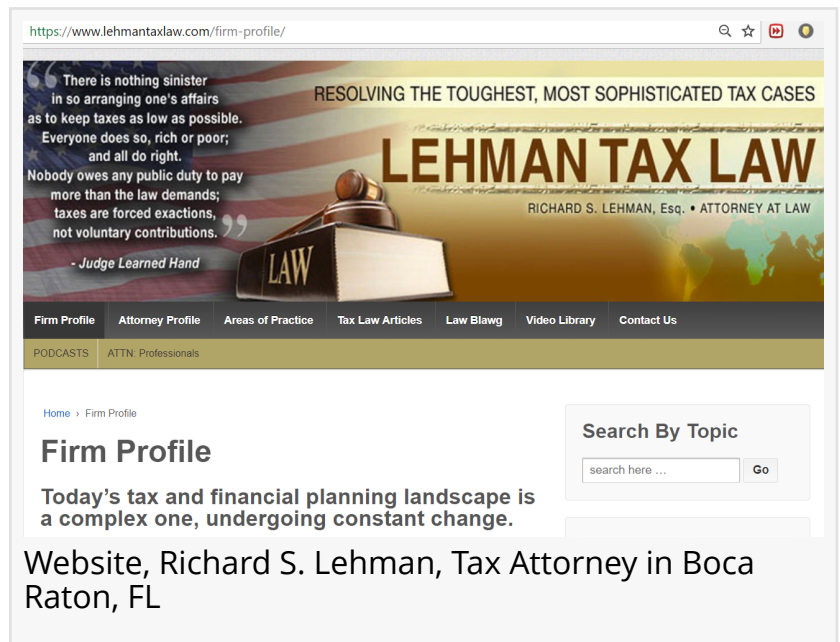 https://www.lehmantaxlaw.com/firm-profile/
“ There is nothing sinister
in so arranging one's affairs
as to keep taxes as low as possible.
Everyone does so, rich or poor;
and all do right.
Nobody owes any public duty to pay
more than the law demands;
taxes are forced exactions,
not voluntary contributions. ”
- Judge Learned Hand
RESOLVING THE TOUGHEST, MOST SOPHISTICATED TAX CASES
LEHMAN TAX LAW
RICHARD S. LEHMAN, Esq. • ATTORNEY AT LAW
LAW
Firm Profile Attorney Profile Areas of Practice Tax Law Articles Law Blawg Video Library Contact Us
PODCASTS ATTN: Professionals
Home › Firm Profile
Firm Profile
Today’s tax and financial planning landscape is
a complex one, undergoing constant change.
Search By Topic
search here ... Go
Website, Richard S. Lehman, Tax Attorney in Boca
Raton, FL